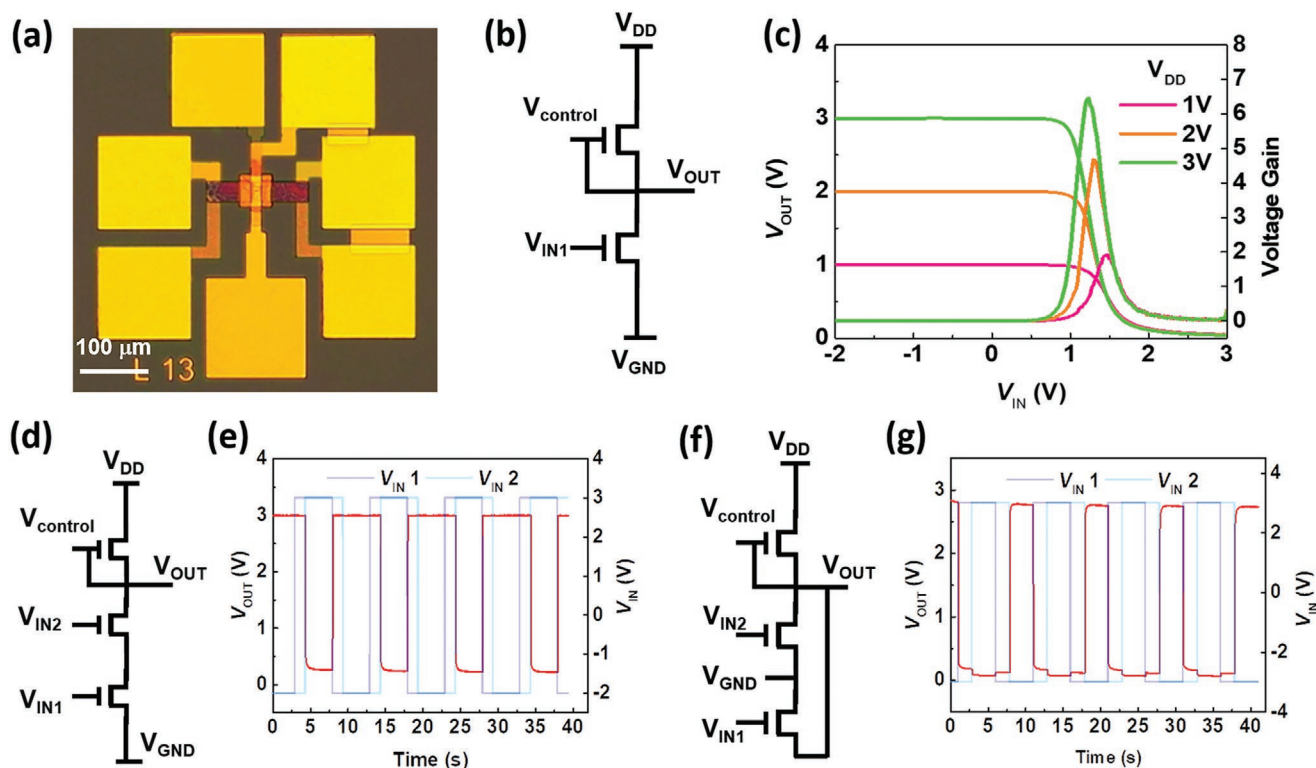 (a)
100 μm
L 13
(b)
VDD
Vcontrol
VOUT
VIN1
VGND
(c)
4
3
2
1
0
VOUT (V)
-2
-1
0
1
2
3
VIN (V)
8
7
6
5
4
3
2
1
0
Voltage Gain
VDD
1V
2V
3V
(d)
VDD
Vcontrol
VOUT
VIN2
VIN1
VGND
(e)
4
3
2
1
0
VOUT (V)
VIN 1 VIN 2
4
3
2
1
0
-1
-2
VIN (V)
0 5 10 15 20 25 30 35 40
Time (s)
(f)
VDD
Vcontrol
VOUT
VIN2
VGND
VIN1
(g)
3
2
1
0
VOUT (V)
VIN 1 VIN 2
4
2
0
-2
-4
VIN (V)
0 5 10 15 20 25 30 35 40
Time (s)